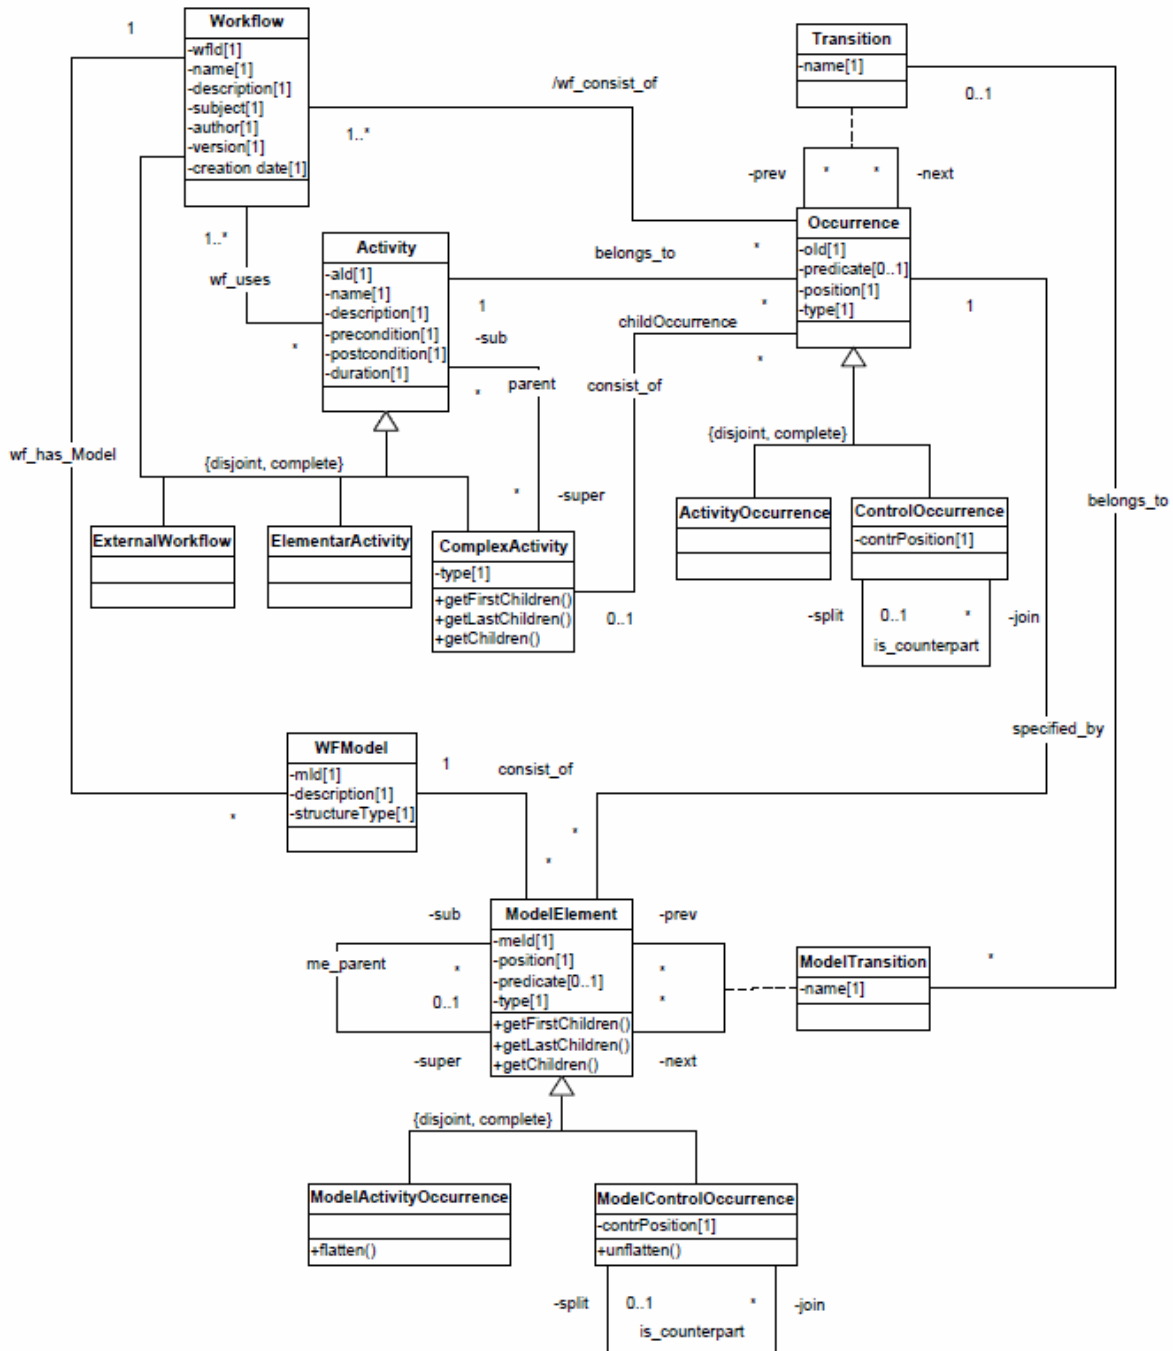 Workflow
-wfId[1]
-name[1]
-description[1]
-subject[1]
-author[1]
-version[1]
-creation date[1]
1
1..*
/wf_consist_of
Transition
-name[1]
0..1
-prev
*
*
-next
Occurrence
-oId[1]
-predicate[0..1]
-position[1]
-type[1]
1..*
wf_uses
*
Activity
-aId[1]
-name[1]
-description[1]
-precondition[1]
-postcondition[1]
-duration[1]
belongs_to
*
1
*
1
-sub
*
parent
childOccurrence
*
consist_of
wf_has_Model
{disjoint, complete}
*
-super
{disjoint, complete}
belongs_to
ExternalWorkflow
ElementarActivity
ComplexActivity
-type[1]
+getFirstChildren()
+getLastChildren()
+getChildren()
0..1
ActivityOccurrence
ControlOccurrence
-contrPosition[1]
-split
0..1
*
-join
is_counterpart
specified_by
WFModel
-mId[1]
-description[1]
-structureType[1]
1
consist_of
*
*
*
-sub
ModelElement
-meId[1]
-position[1]
-predicate[0..1]
-type[1]
+getFirstChildren()
+getLastChildren()
+getChildren()
-prev
me_parent
*
0..1
-super
*
*
-next
ModelTransition
-name[1]
*
{disjoint, complete}
ModelActivityOccurrence
+flatten()
ModelControlOccurrence
-contrPosition[1]
+unflatten()
-split
0..1
*
-join
is_counterpart